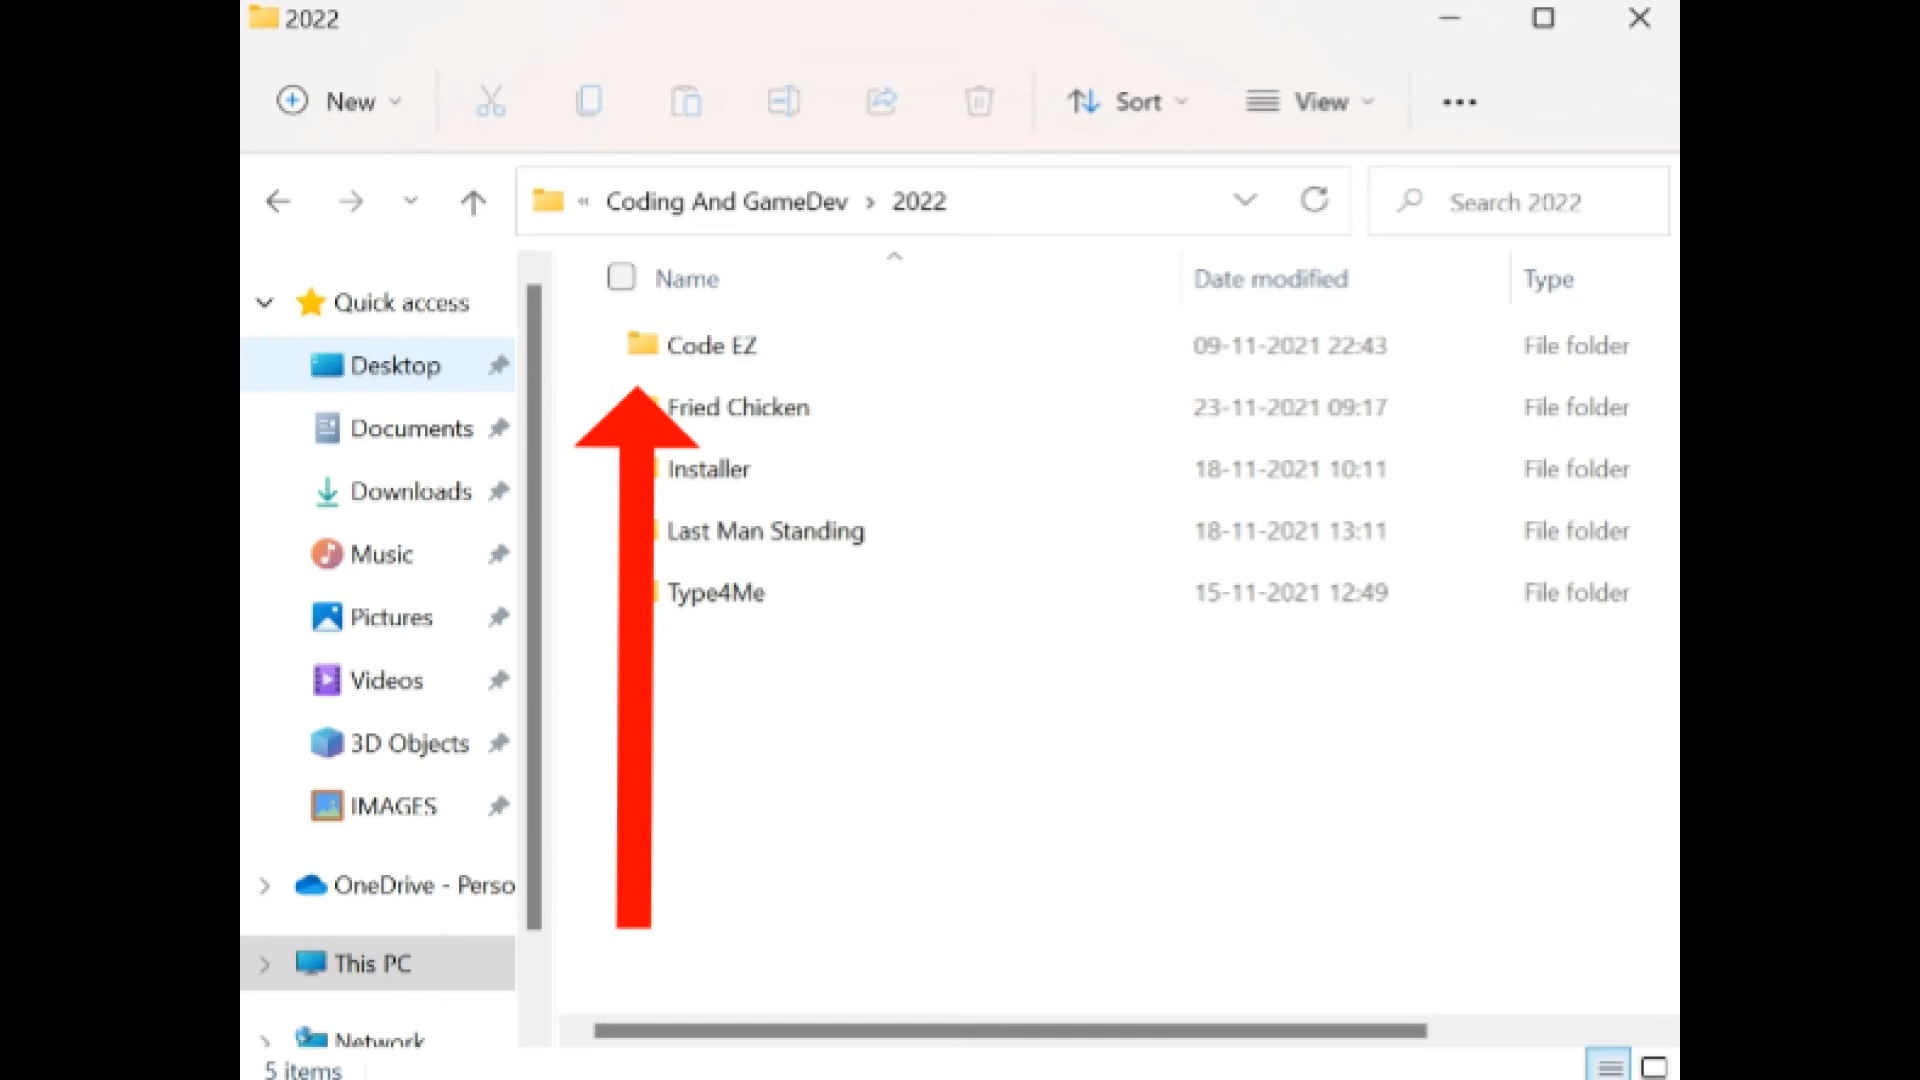 2022
New Sort View
Coding And GameDev 2022 Search 2022
Name Date modified Type
Quick access
Desktop
Documents
Downloads
Music
Pictures
Videos
3D Objects
IMAGES
OneDrive - Perso
This PC
Network
Code EZ 09-11-2021 22:43 File folder
Fried Chicken 23-11-2021 09:17 File folder
Installer 18-11-2021 10:11 File folder
Last Man Standing 18-11-2021 13:11 File folder
Type4Me 15-11-2021 12:49 File folder
5 items